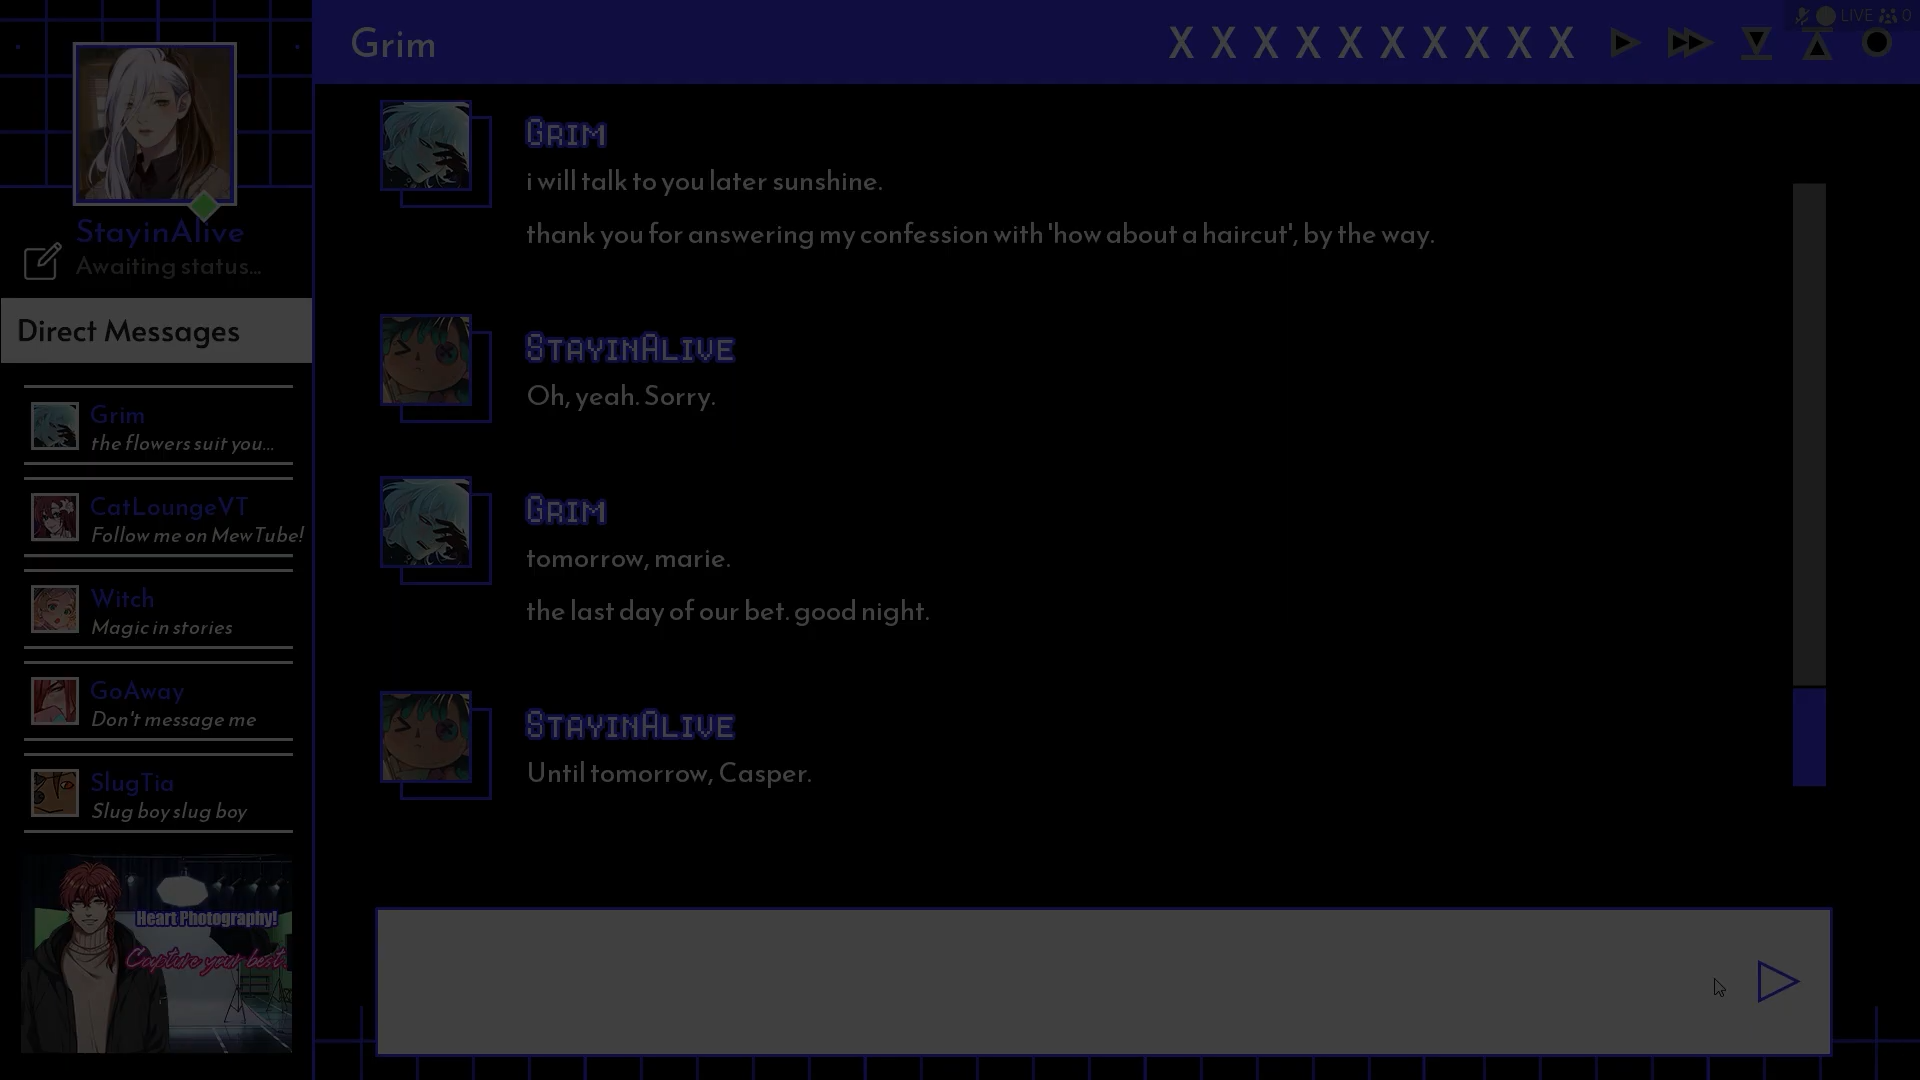 Grim
X X X X X X X X X X
LIVE 0
StayinAlive
Awaiting status...
Direct Messages
Grim
the flowers suit you...
CatLoungeVT
Follow me on MewTube!
Witch
Magic in stories
GoAway
Don't message me
SlugTia
Slug boy slug boy
Heart Photography!
Capture your best!
Grim
i will talk to you later sunshine.
thank you for answering my confession with 'how about a haircut', by the way.
StayinAlive
Oh, yeah. Sorry.
Grim
tomorrow, marie.
the last day of our bet. good night.
StayinAlive
Until tomorrow, Casper.